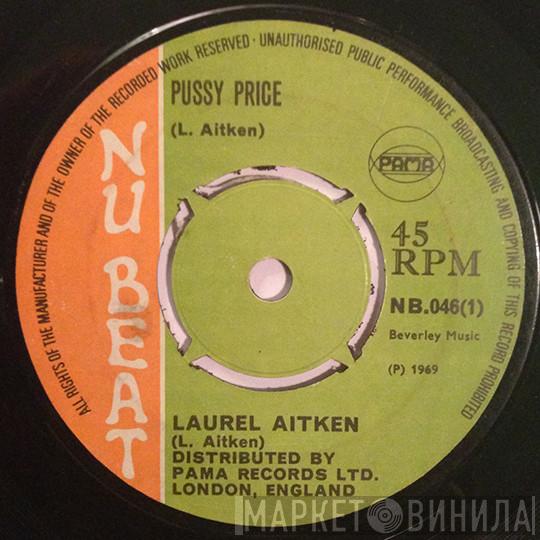 ALL RIGHTS OF THE MANUFACTURER AND OF THE OWNER OF THE RECORDED WORK RESERVED · UNAUTHORISED PUBLIC PERFORMANCE BROADCASTING AND COPYING OF THIS RECORD PROHIBITED
NU BEAT
PUSSY PRICE
(L. Aitken)
PAMA
45
RPM
NB.046(1)
Beverley Music
(P) 1969
LAUREL AITKEN
(L. Aitken)
DISTRIBUTED BY
PAMA RECORDS LTD.
LONDON, ENGLAND
МАРКЕТ ВИНИЛА